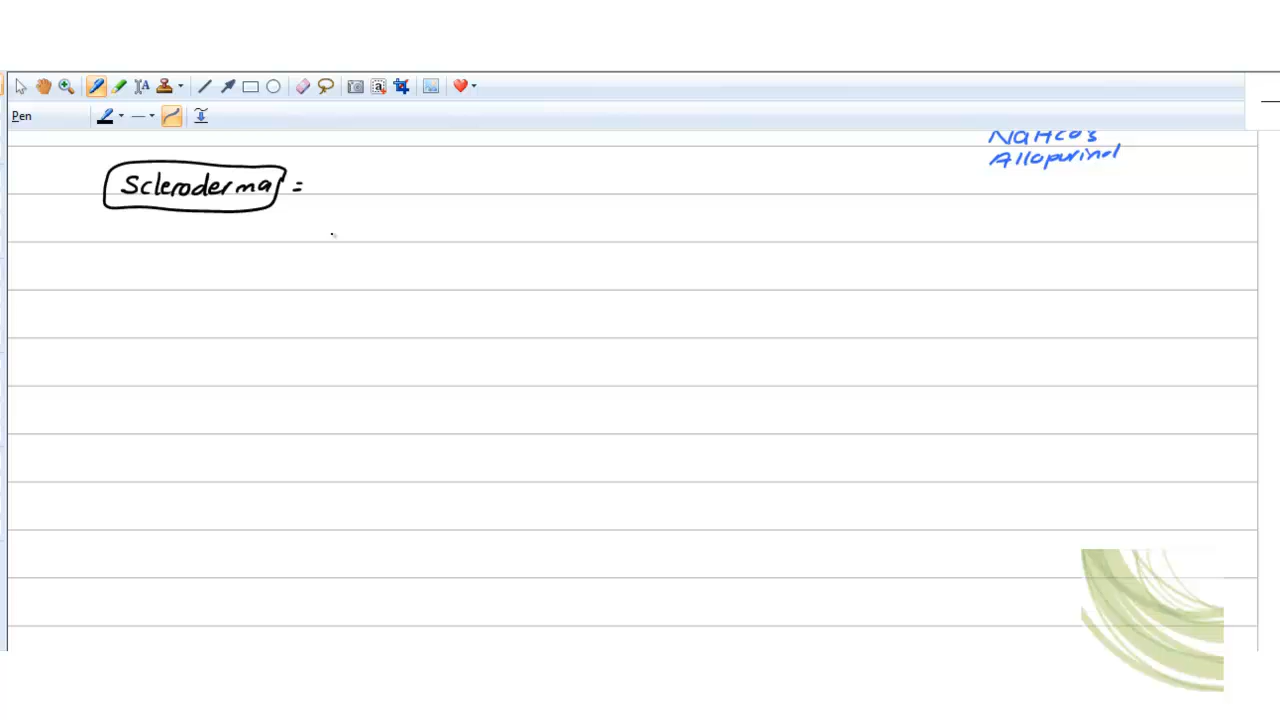 Pen
NaHCO3
Allopurinol
Scleroderma =